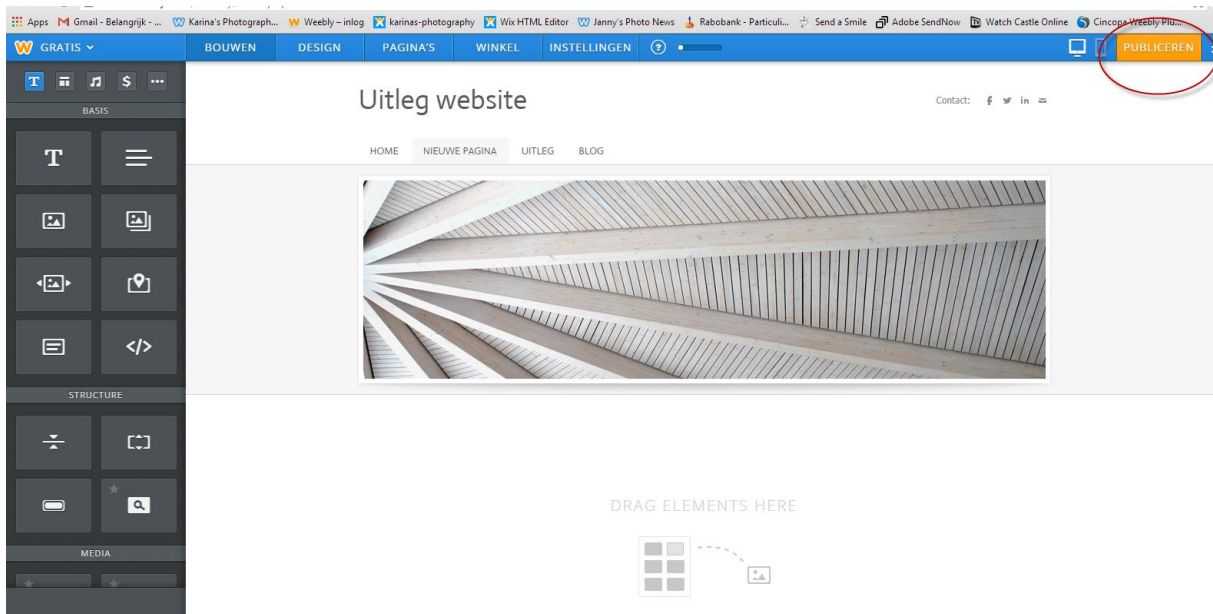 Apps Gmail - Belangrijk - ... Karina's Photograph... Weebly – inlog karinas-photography Wix HTML Editor Janny's Photo News Rabobank - Particuli... Send a Smile Adobe SendNow Watch Castle Online Cincopa Weebly Plu...
GRATIS BOUWEN DESIGN PAGINA'S WINKEL INSTELLINGEN ? PUBLICEREN
T $ ...
BASIS
Uitleg website
Contact: f in
HOME NIEUWE PAGINA UITLEG BLOG
T
</>
STRUCTURE
DRAG ELEMENTS HERE
MEDIA